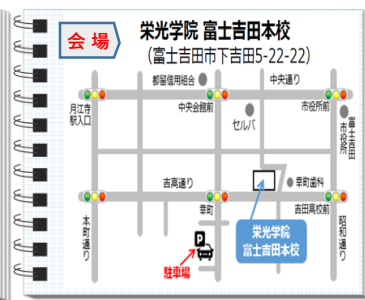 会 場
栄光学院 富士吉田本校
(富士吉田市下吉田5-22-22)
都留信用組合
中央通り
月江寺
駅入口
中央会館前
市役所前
セルバ
富士吉田
市役所
吉高通り
幸町歯科
幸町
吉田高校前
本町通り
昭和通り
栄光学院
富士吉田本校
P
駐車場